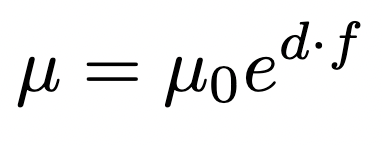 μ = μ₀e^{d·f}